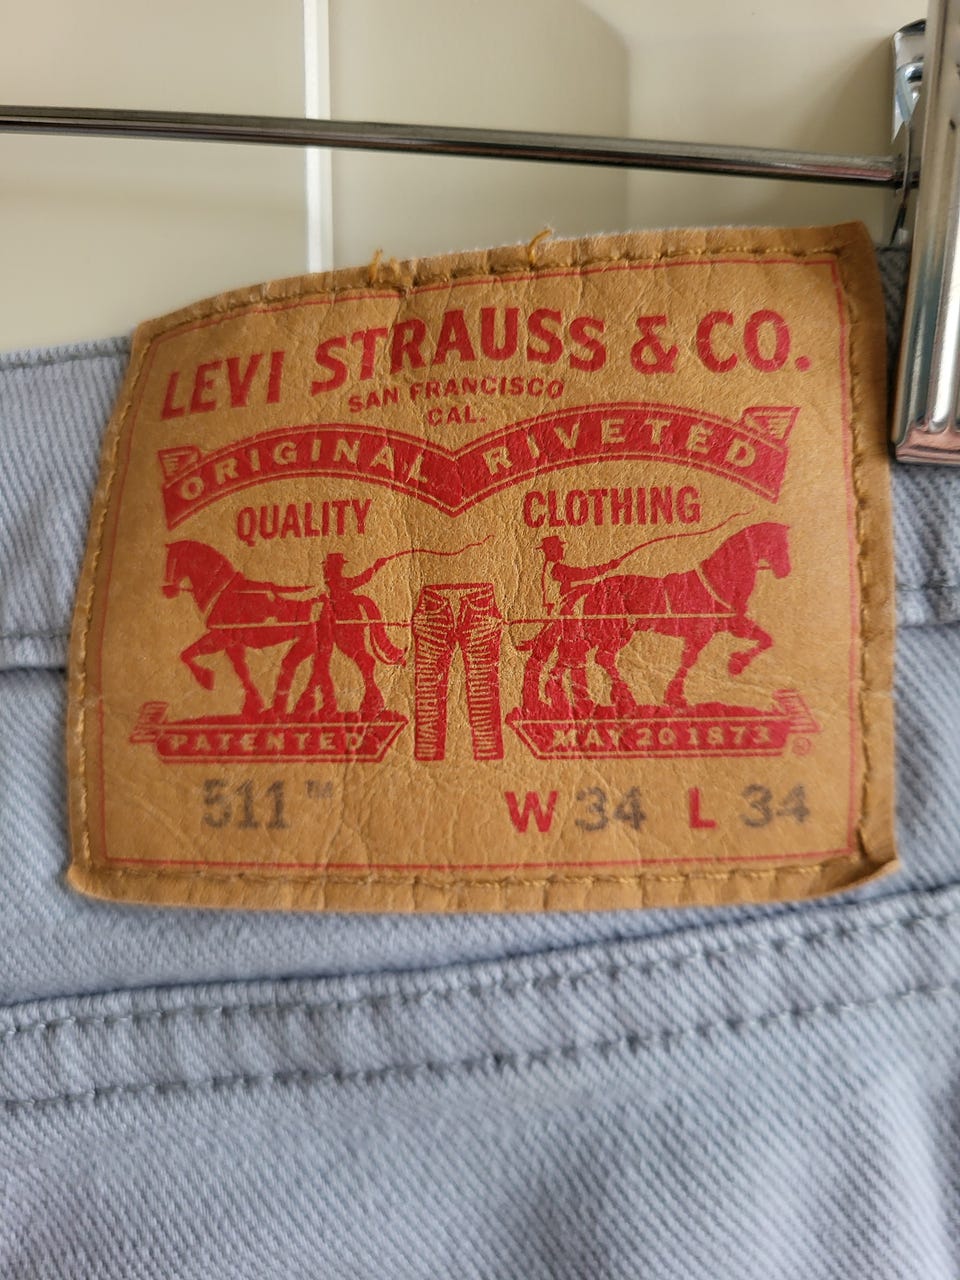 LEVI STRAUSS & CO.
SAN FRANCISCO
CAL.
ORIGINAL RIVETED
QUALITY CLOTHING
PATENTED MAY 20 1873 ®
511™ W 34 L 34